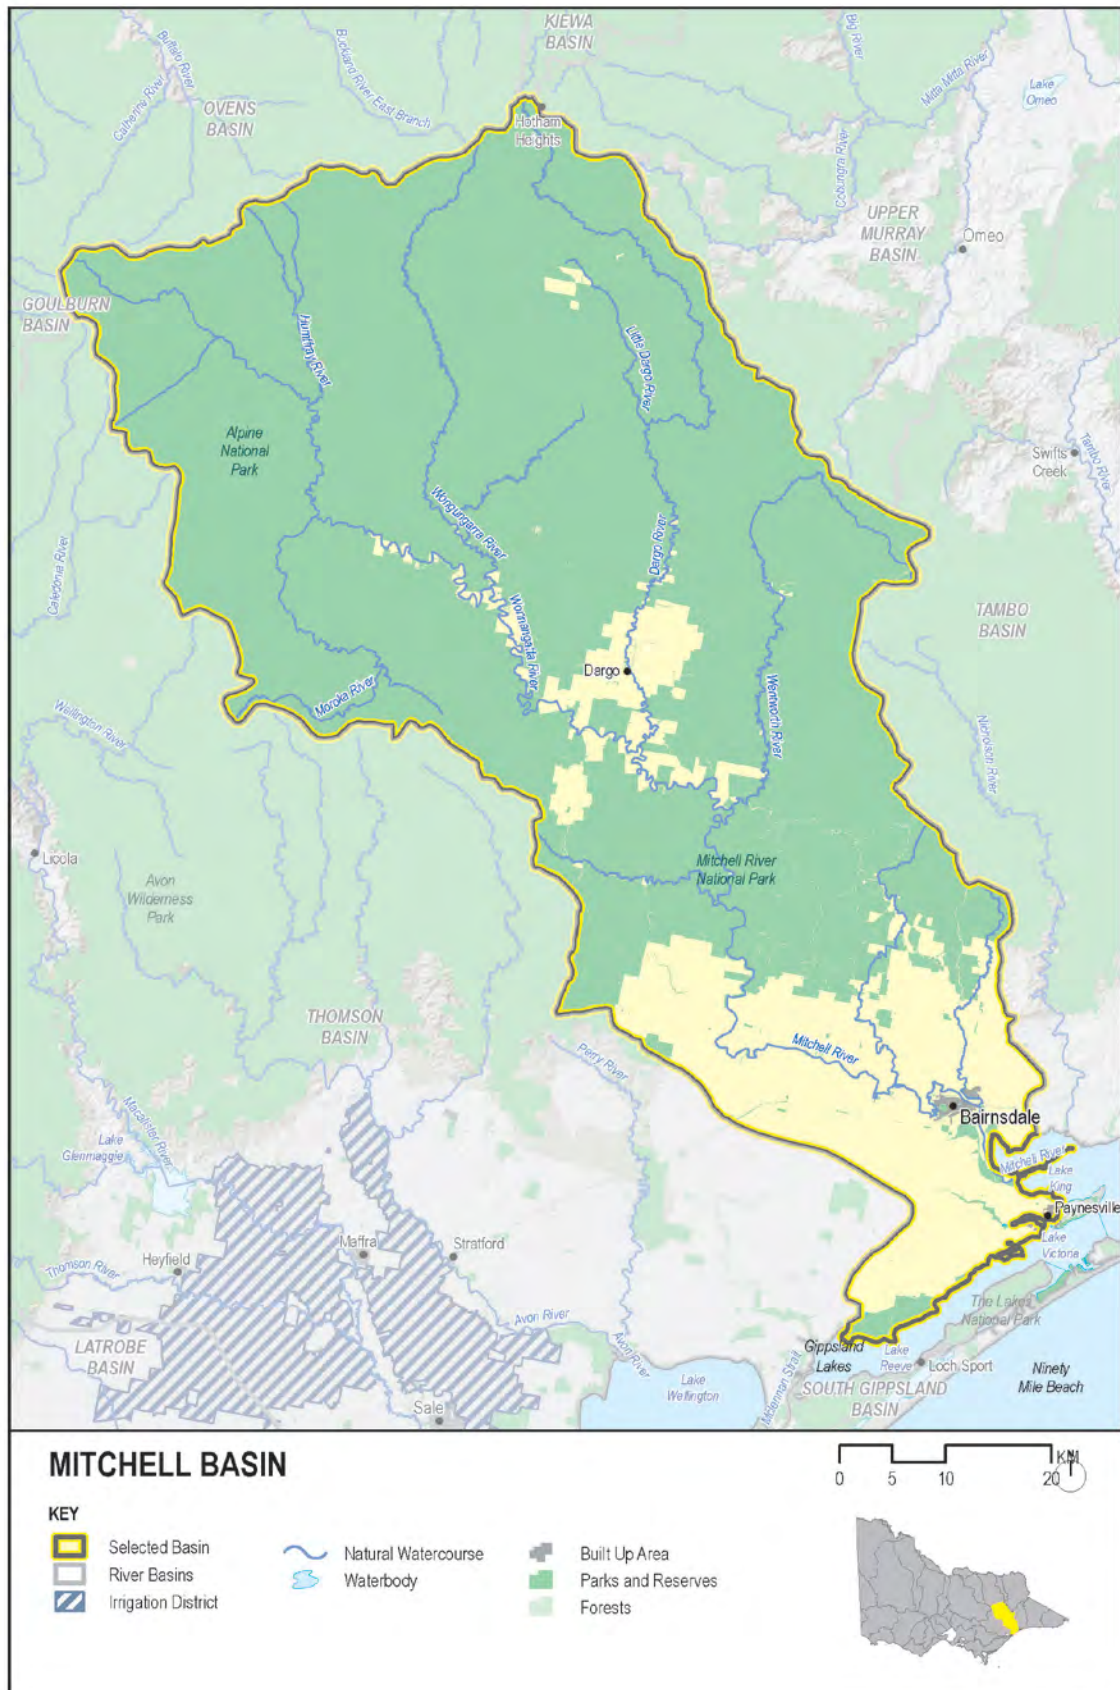 KIEWA
BASIN
Big River
Buffalo River
Buckland River East Branch
Catherine River
Mitta Mitta River
Lake
Omeo
OVENS
BASIN
Hotham
Heights
Cobungra River
UPPER
MURRAY
BASIN
Omeo
GOULBURN
BASIN
Humffray River
Little Dargo River
Alpine
National
Park
Swifts
Creek
Tambo River
Wongungarra River
Dargo River
Caledonia River
TAMBO
BASIN
Wonnangatta River
Dargo
Moroka River
Wentworth River
Wellington River
Nicholson River
Licola
Mitchell River
National Park
Avon
Wilderness
Park
THOMSON
BASIN
Mitchell River
Perry River
Macalister River
Bairnsdale
Lake
Glenmaggie
Mitchell River
Lake
King
Paynesville
Maffra
Stratford
Lake
Victoria
Heyfield
Thomson River
The Lakes
National Park
Avon River
LATROBE
BASIN
Avon River
Gippsland
Lakes
Lake
Reeve
Loch Sport
Ninety
Mile Beach
Lake
Wellington
Mclennan Strait
SOUTH GIPPSLAND
BASIN
Sale
MITCHELL BASIN
KM
0 5 10 20
KEY
Selected Basin
River Basins
Irrigation District
Natural Watercourse
Waterbody
Built Up Area
Parks and Reserves
Forests